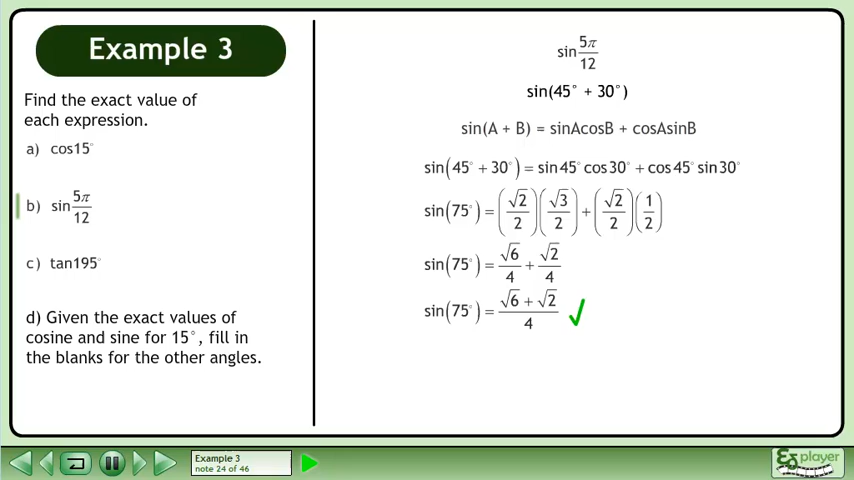 Example 3
Find the exact value of
each expression.
a) cos15°
b) sin 5π/12
c) tan195°
d) Given the exact values of
cosine and sine for 15°, fill in
the blanks for the other angles.
sin 5π/12
sin(45° + 30°)
sin(A + B) = sinAcosB + cosAsinB
sin(45° + 30°) = sin45° cos30° + cos45° sin30°
sin(75°) = (√2/2)(√3/2) + (√2/2)(1/2)
sin(75°) = √6/4 + √2/4
sin(75°) = (√6 + √2)/4 ✓
Example 3
note 24 of 46
player